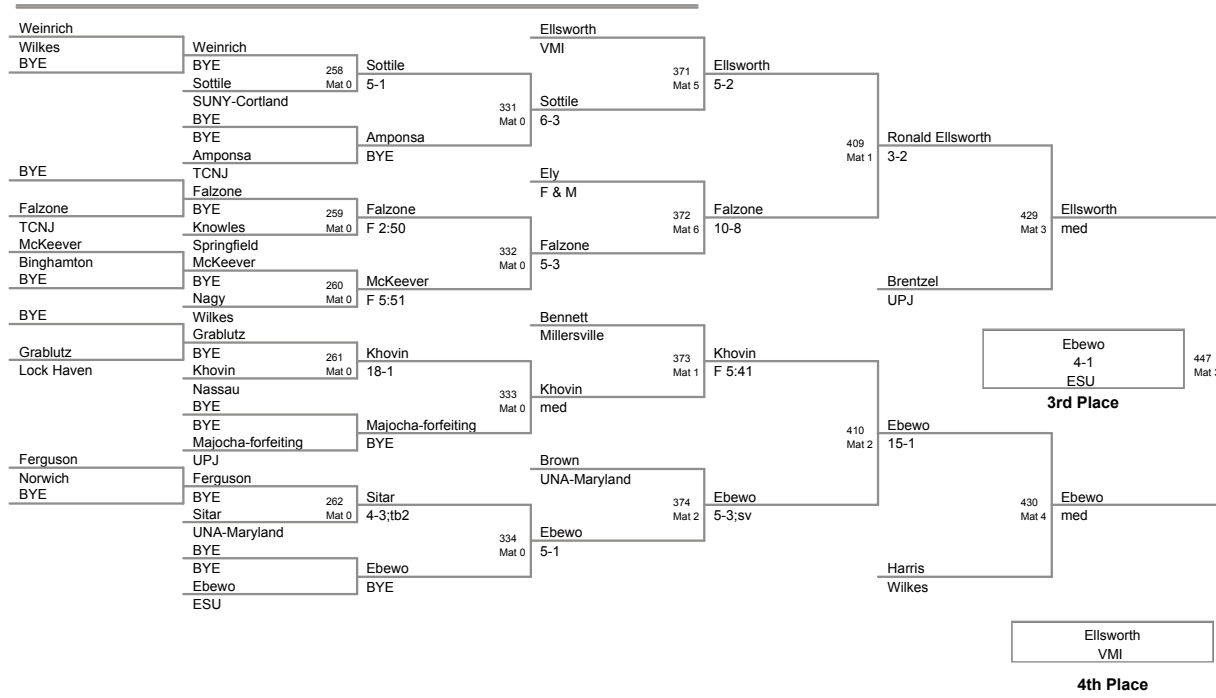 Weinrich
Wilkes
BYE
BYE
Falzone
TCNJ
McKeever
Binghamton
BYE
BYE
Grablutz
Lock Haven
Ferguson
Norwich
BYE
Weinrich
BYE
Sottile
SUNY-Cortland
BYE
BYE
Amponsa
TCNJ
Falzone
BYE
Knowles
Springfield
McKeever
BYE
Nagy
Wilkes
Grablutz
BYE
Khovin
Nassau
BYE
BYE
Majocha-forfeiting
UPJ
Ferguson
BYE
Sitar
UNA-Maryland
BYE
BYE
Ebewo
ESU
258
Mat 0
259
Mat 0
260
Mat 0
261
Mat 0
262
Mat 0
Sottile
5-1
Amponsa
BYE
Falzone
F 2:50
McKeever
F 5:51
Khovin
18-1
Majocha-forfeiting
BYE
Sitar
4-3;tb2
Ebewo
BYE
331
Mat 0
332
Mat 0
333
Mat 0
334
Mat 0
Ellsworth
VMI
Sottile
6-3
Ely
F & M
Falzone
5-3
Bennett
Millersville
Khovin
med
Brown
UNA-Maryland
Ebewo
5-1
371
Mat 5
372
Mat 6
373
Mat 1
374
Mat 2
Ellsworth
5-2
Falzone
10-8
Khovin
F 5:41
Ebewo
5-3;sv
409
Mat 1
410
Mat 2
Ronald Ellsworth
3-2
Brentzel
UPJ
Ebewo
15-1
Harris
Wilkes
429
Mat 3
430
Mat 4
Ellsworth
med
Ebewo
med
Ebewo
4-1
ESU
3rd Place
447
Mat 3
Ellsworth
VMI
4th Place